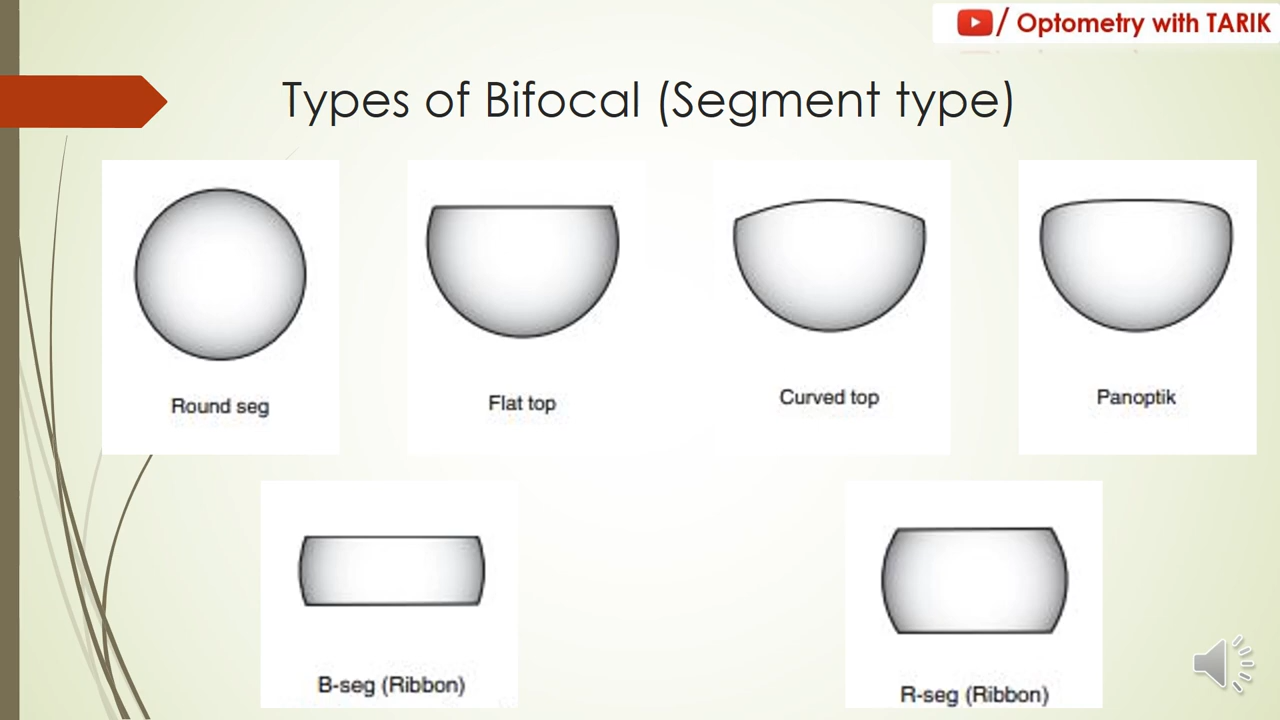 / Optometry with TARIK
Types of Bifocal (Segment type)
Round seg
Flat top
Curved top
Panoptik
B-seg (Ribbon)
R-seg (Ribbon)